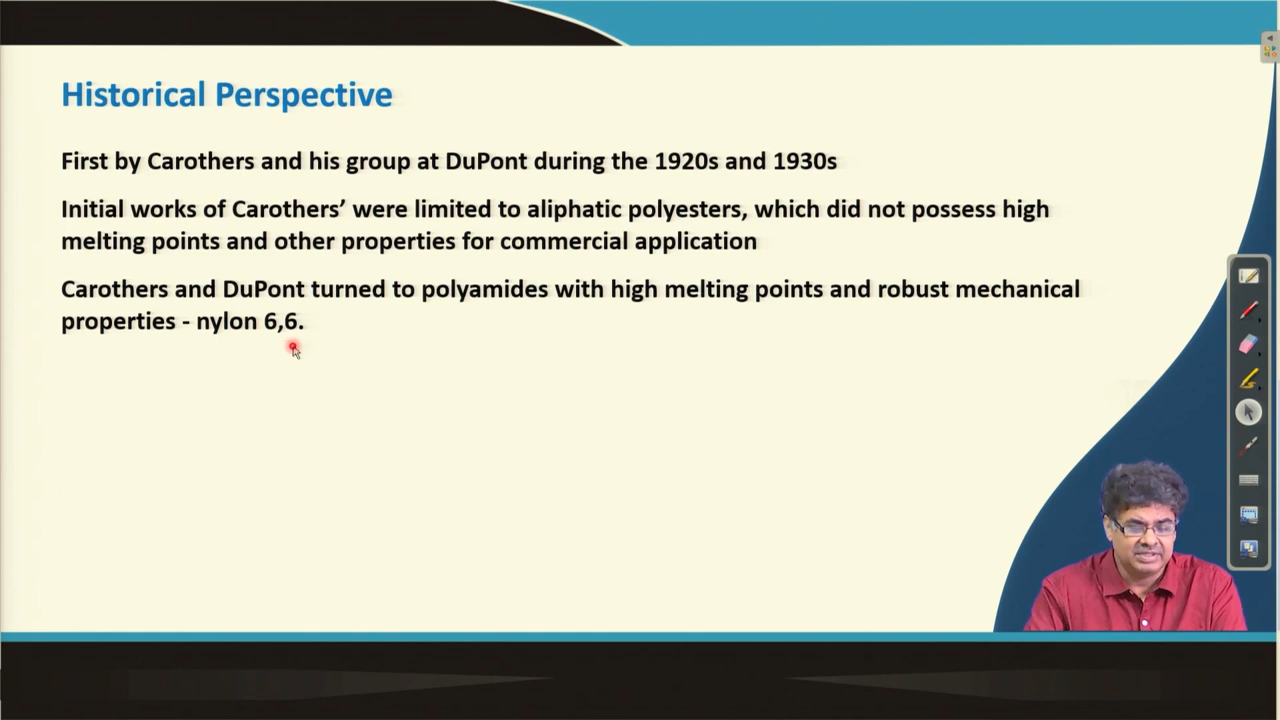 Historical Perspective
First by Carothers and his group at DuPont during the 1920s and 1930s
Initial works of Carothers’ were limited to aliphatic polyesters, which did not possess high
melting points and other properties for commercial application
Carothers and DuPont turned to polyamides with high melting points and robust mechanical
properties - nylon 6,6.